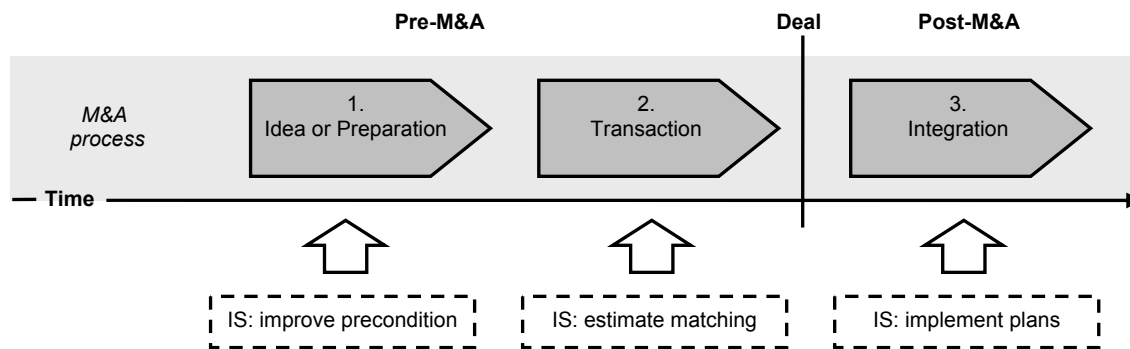 Pre-M&A
Deal
Post-M&A
M&A
process
1.
Idea or Preparation
2.
Transaction
3.
Integration
Time
IS: improve precondition
IS: estimate matching
IS: implement plans